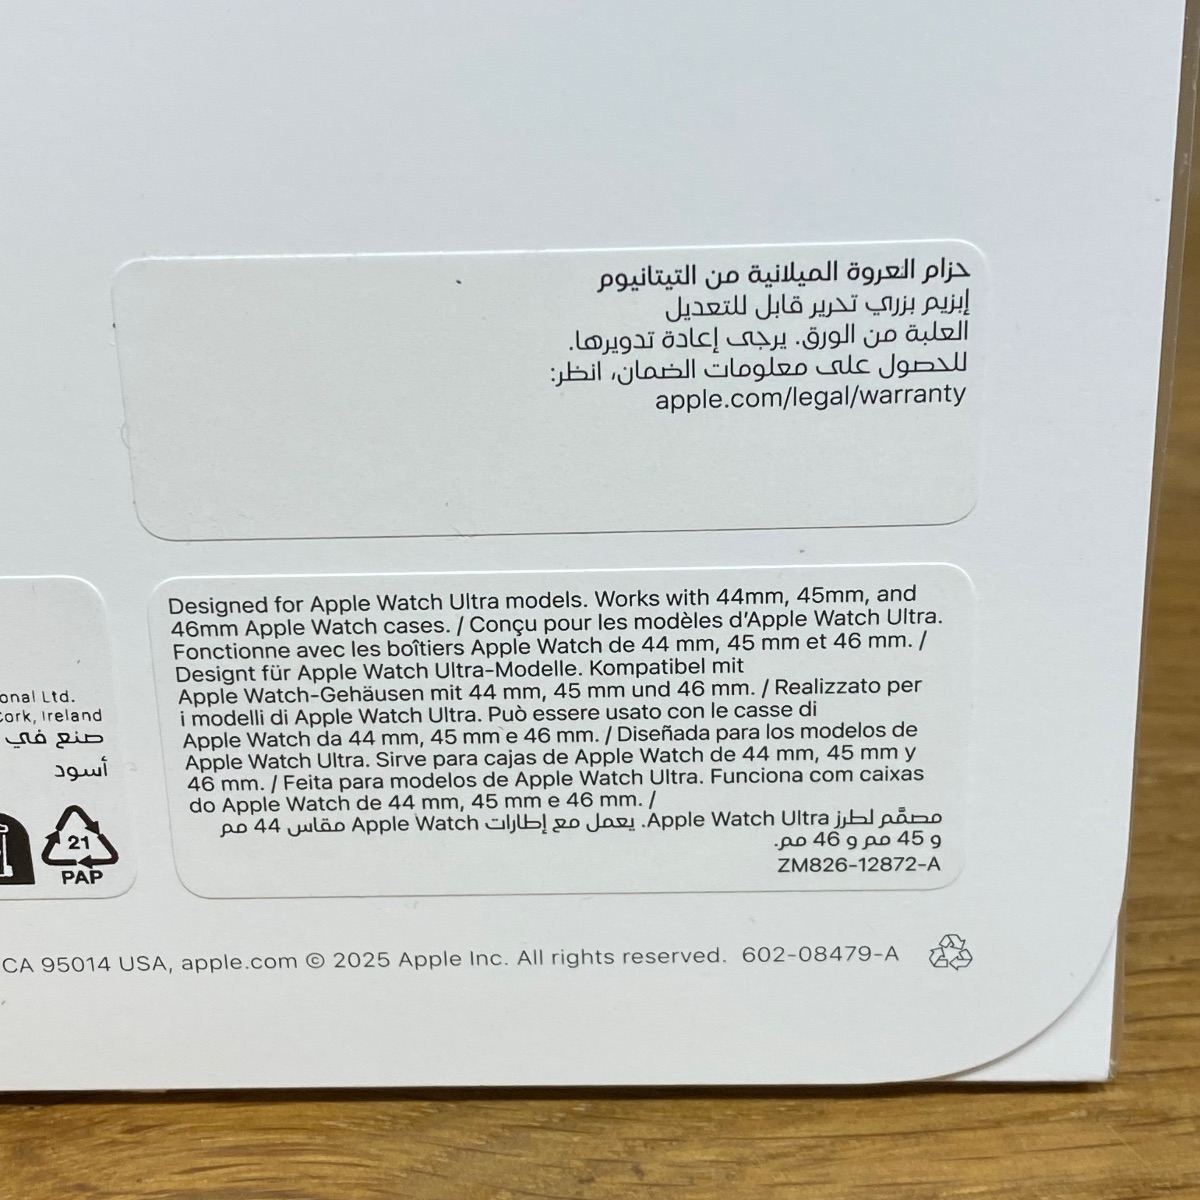 حزام العروة الميلانية من التيتانيوم
إبزيم بزري تحرير قابل للتعديل
العلبة من الورق. يرجى إعادة تدويرها.
للحصول على معلومات الضمان، انظر:
apple.com/legal/warranty
Designed for Apple Watch Ultra models. Works with 44mm, 45mm, and
46mm Apple Watch cases. / Conçu pour les modèles d’Apple Watch Ultra.
Fonctionne avec les boîtiers Apple Watch de 44 mm, 45 mm et 46 mm. /
Designt für Apple Watch Ultra-Modelle. Kompatibel mit
Apple Watch-Gehäusen mit 44 mm, 45 mm und 46 mm. / Realizzato per
i modelli di Apple Watch Ultra. Può essere usato con le casse di
Apple Watch da 44 mm, 45 mm e 46 mm. / Diseñada para los modelos de
Apple Watch Ultra. Sirve para cajas de Apple Watch de 44 mm, 45 mm y
46 mm. / Feita para modelos de Apple Watch Ultra. Funciona com caixas
do Apple Watch de 44 mm, 45 mm e 46 mm. /
مصمَّم لطرز Apple Watch Ultra. يعمل مع إطارات Apple Watch مقاس 44 مم
و 45 مم و 46 مم.
ZM826-12872-A
onal Ltd.
Cork, Ireland
صنع في
أسود
21
PAP
CA 95014 USA, apple.com © 2025 Apple Inc. All rights reserved. 602-08479-A